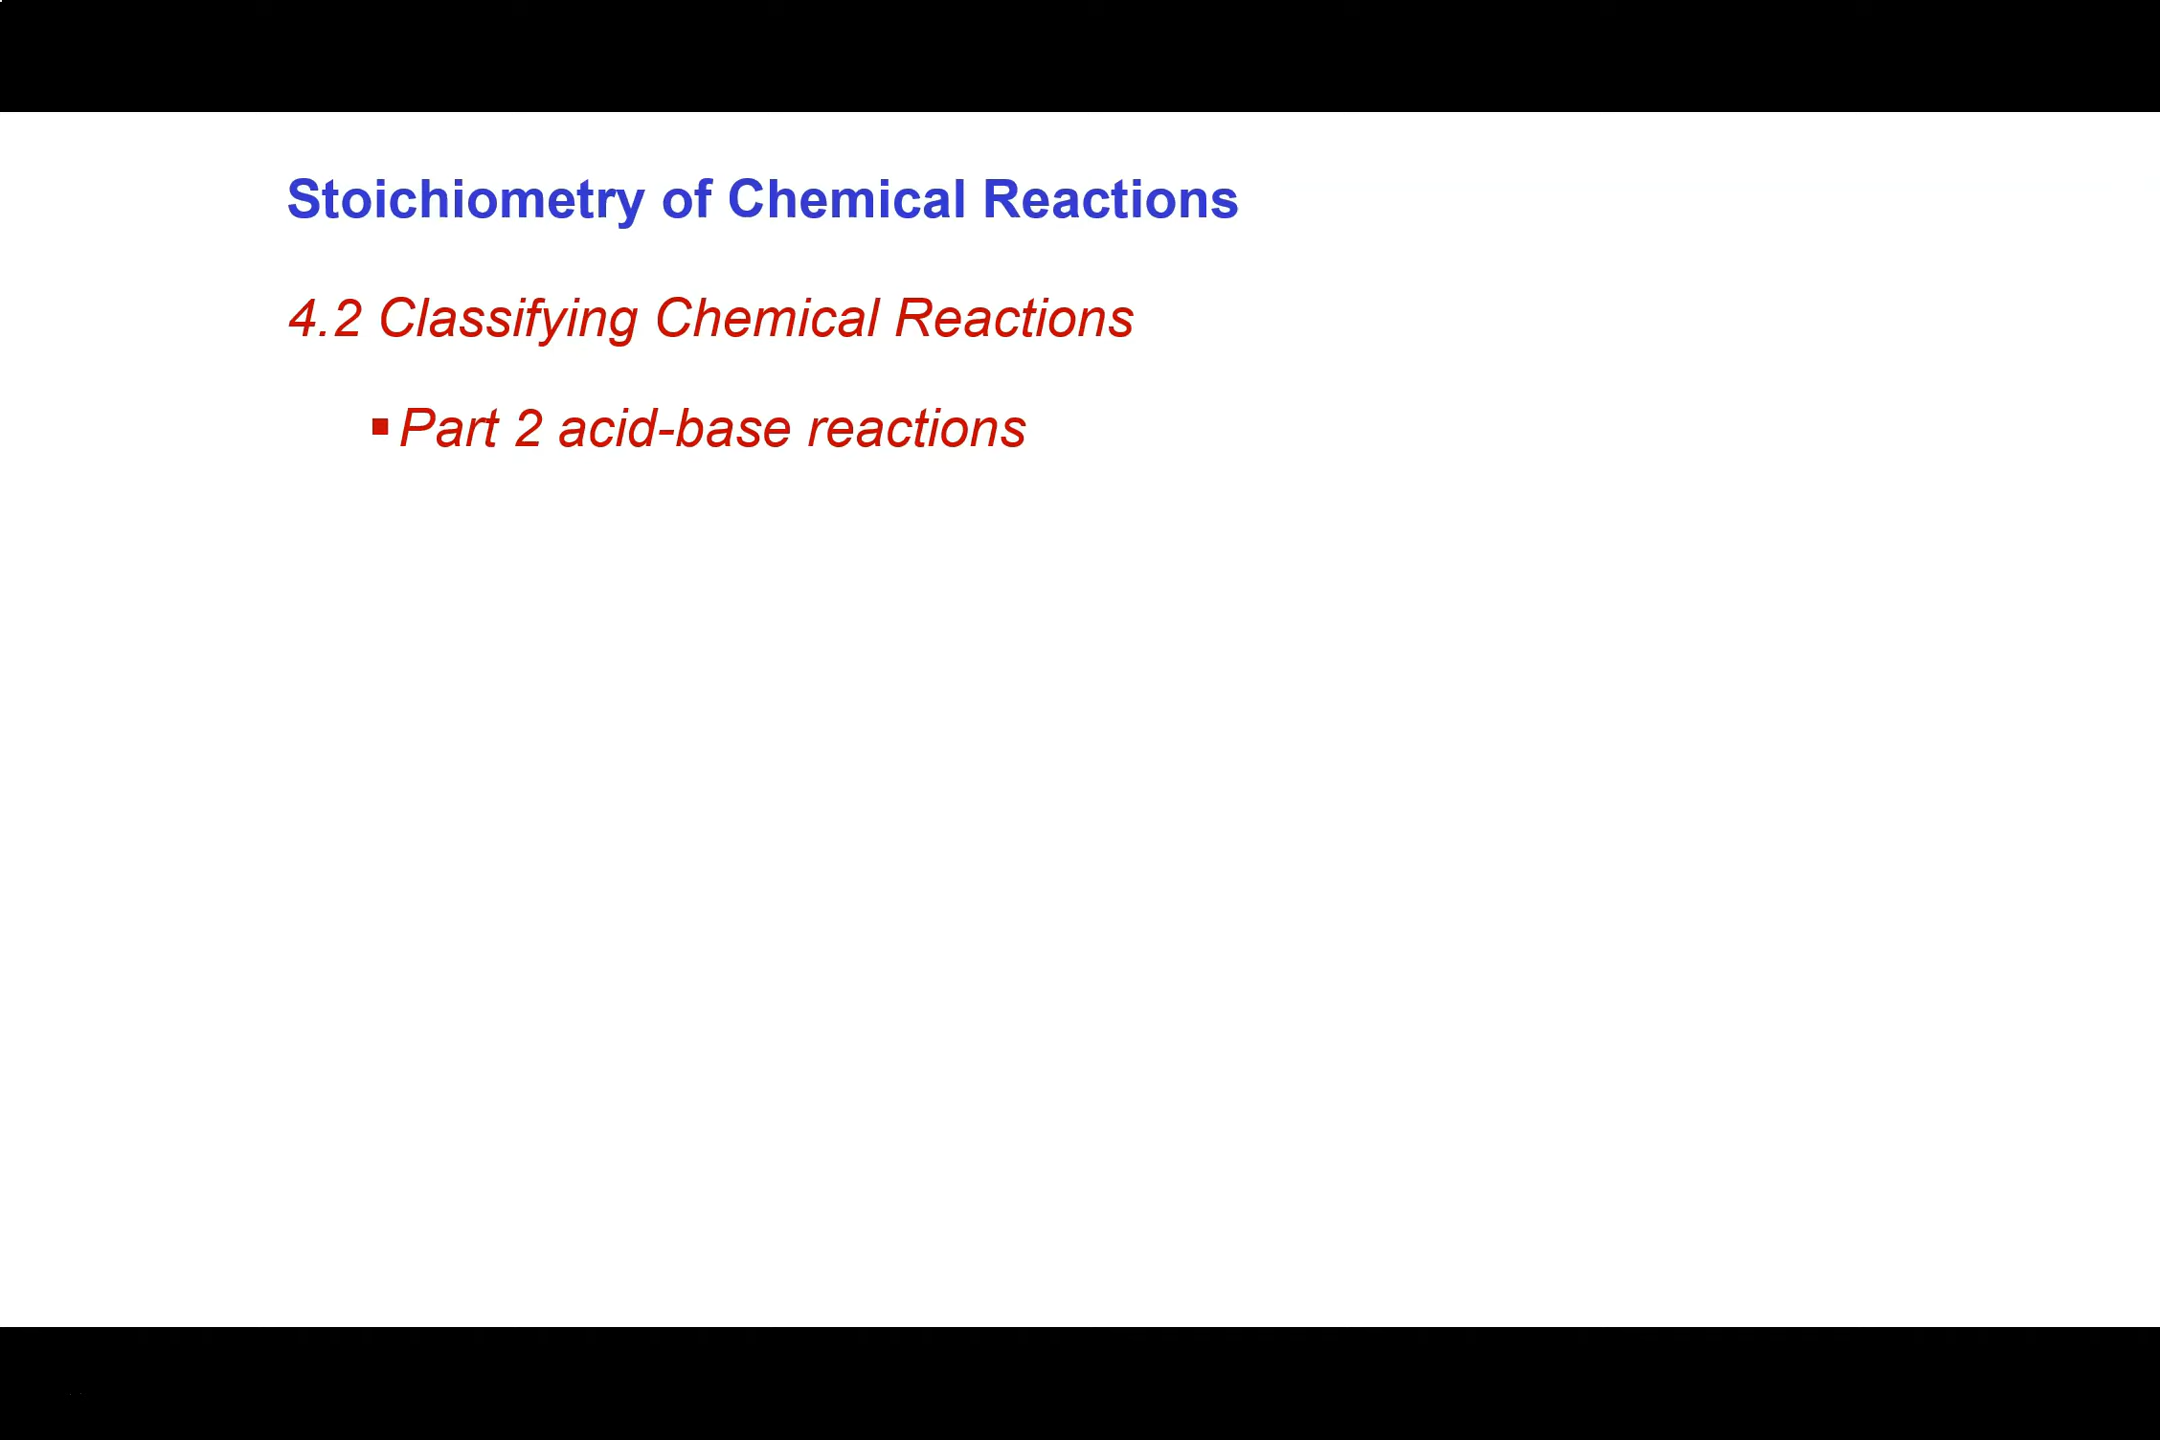 Stoichiometry of Chemical Reactions
4.2 Classifying Chemical Reactions
▪ Part 2 acid-base reactions